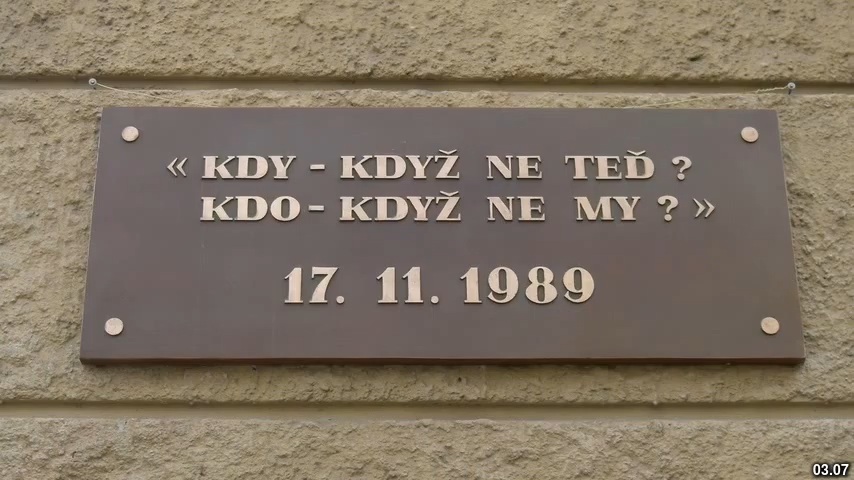 « KDY - KDYŽ NE TEĎ ?
KDO - KDYŽ NE MY ? »
17. 11. 1989
03.07